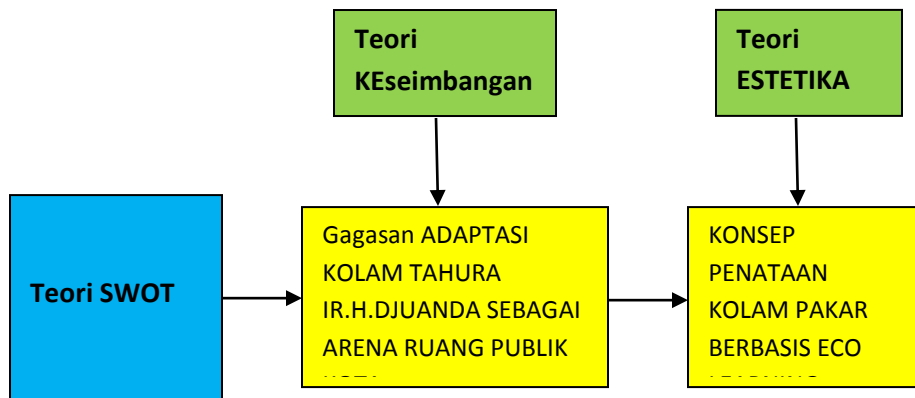 Teori
KEseimbangan
Teori
ESTETIKA
Teori SWOT
Gagasan ADAPTASI
KOLAM TAHURA
IR.H.DJUANDA SEBAGAI
ARENA RUANG PUBLIK
KONSEP
PENATAAN
KOLAM PAKAR
BERBASIS ECO